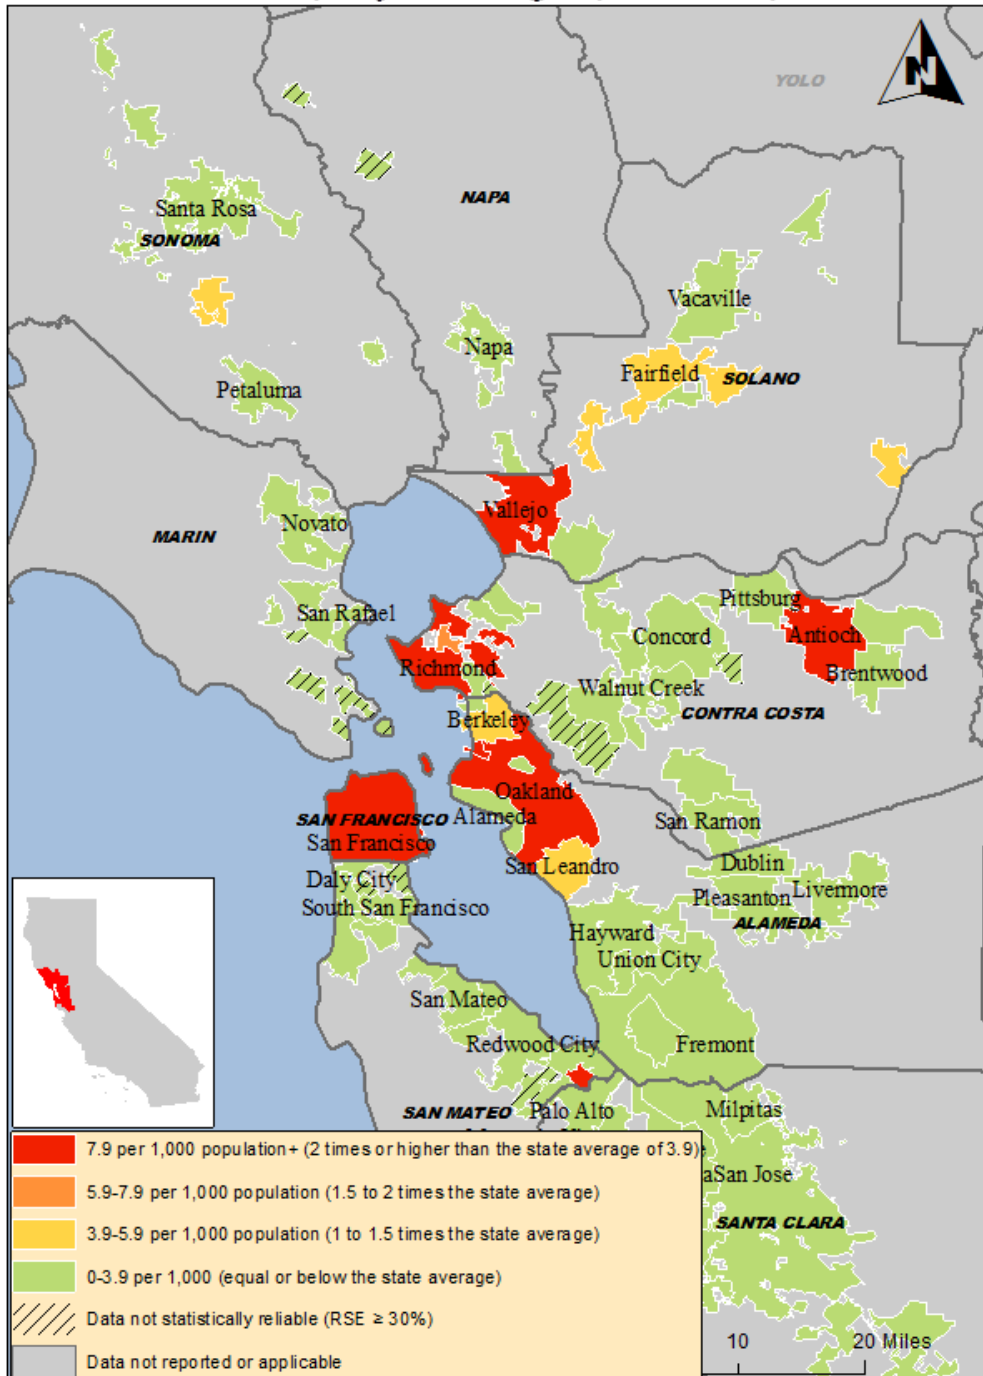 N
YOLO
NAPA
Santa Rosa
SONOMA
Vacaville
Napa
Fairfield
SOLANO
Petaluma
Vallejo
Novato
MARIN
Pittsburg
San Rafael
Concord
Antioch
Richmond
Brentwood
Walnut Creek
CONTRA COSTA
Berkeley
Oakland
SAN FRANCISCO
Alameda
San Ramon
San Francisco
Dublin
San Leandro
Daly City
Pleasanton
Livermore
South San Francisco
ALAMEDA
Hayward
Union City
San Mateo
Redwood City
Fremont
SAN MATEO
Palo Alto
Milpitas
San Jose
SANTA CLARA
7.9 per 1,000 population+ (2 times or higher than the state average of 3.9)
5.9-7.9 per 1,000 population (1.5 to 2 times the state average)
3.9-5.9 per 1,000 population (1 to 1.5 times the state average)
0-3.9 per 1,000 (equal or below the state average)
Data not statistically reliable (RSE ≥ 30%)
Data not reported or applicable
10
20 Miles